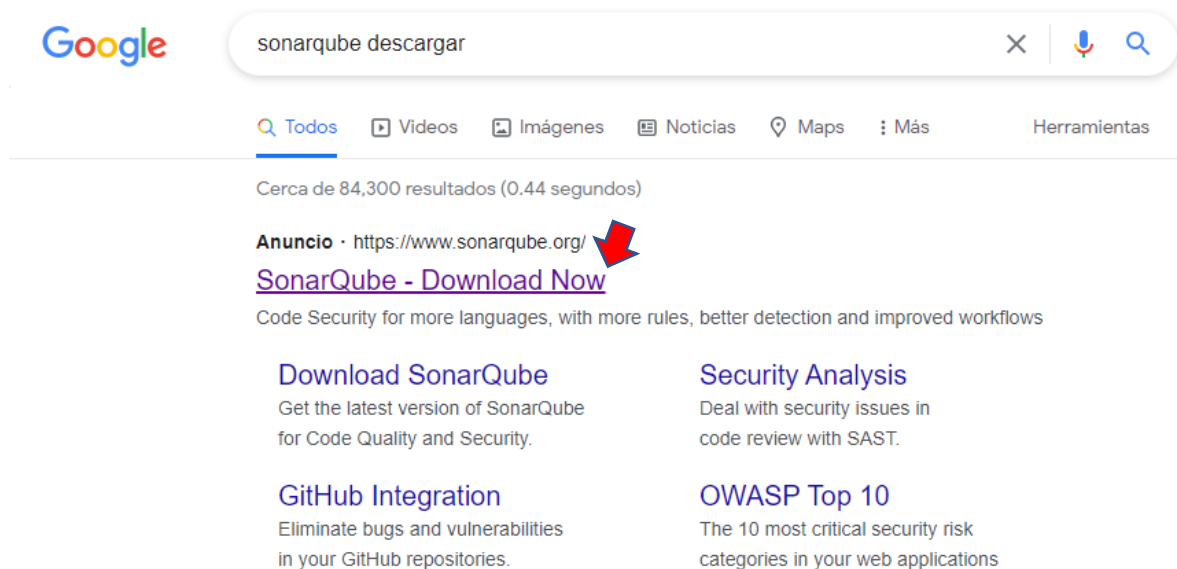 Google
sonarqube descargar
Todos Videos Imágenes Noticias Maps Más Herramientas
Cerca de 84,300 resultados (0.44 segundos)
Anuncio · https://www.sonarqube.org/
SonarQube - Download Now
Code Security for more languages, with more rules, better detection and improved workflows
Download SonarQube
Get the latest version of SonarQube
for Code Quality and Security.
Security Analysis
Deal with security issues in
code review with SAST.
GitHub Integration
Eliminate bugs and vulnerabilities
in your GitHub repositories.
OWASP Top 10
The 10 most critical security risk
categories in your web applications